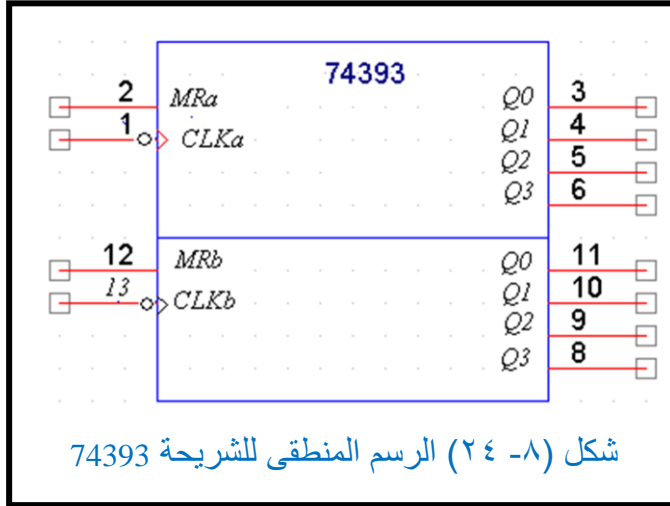 74393
2 MRa Q0 3
1 CLKa Q1 4
Q2 5
Q3 6
12 MRb Q0 11
13 CLKb Q1 10
Q2 9
Q3 8
شكل (٨- ٢٤) الرسم المنطقى للشريحة 74393